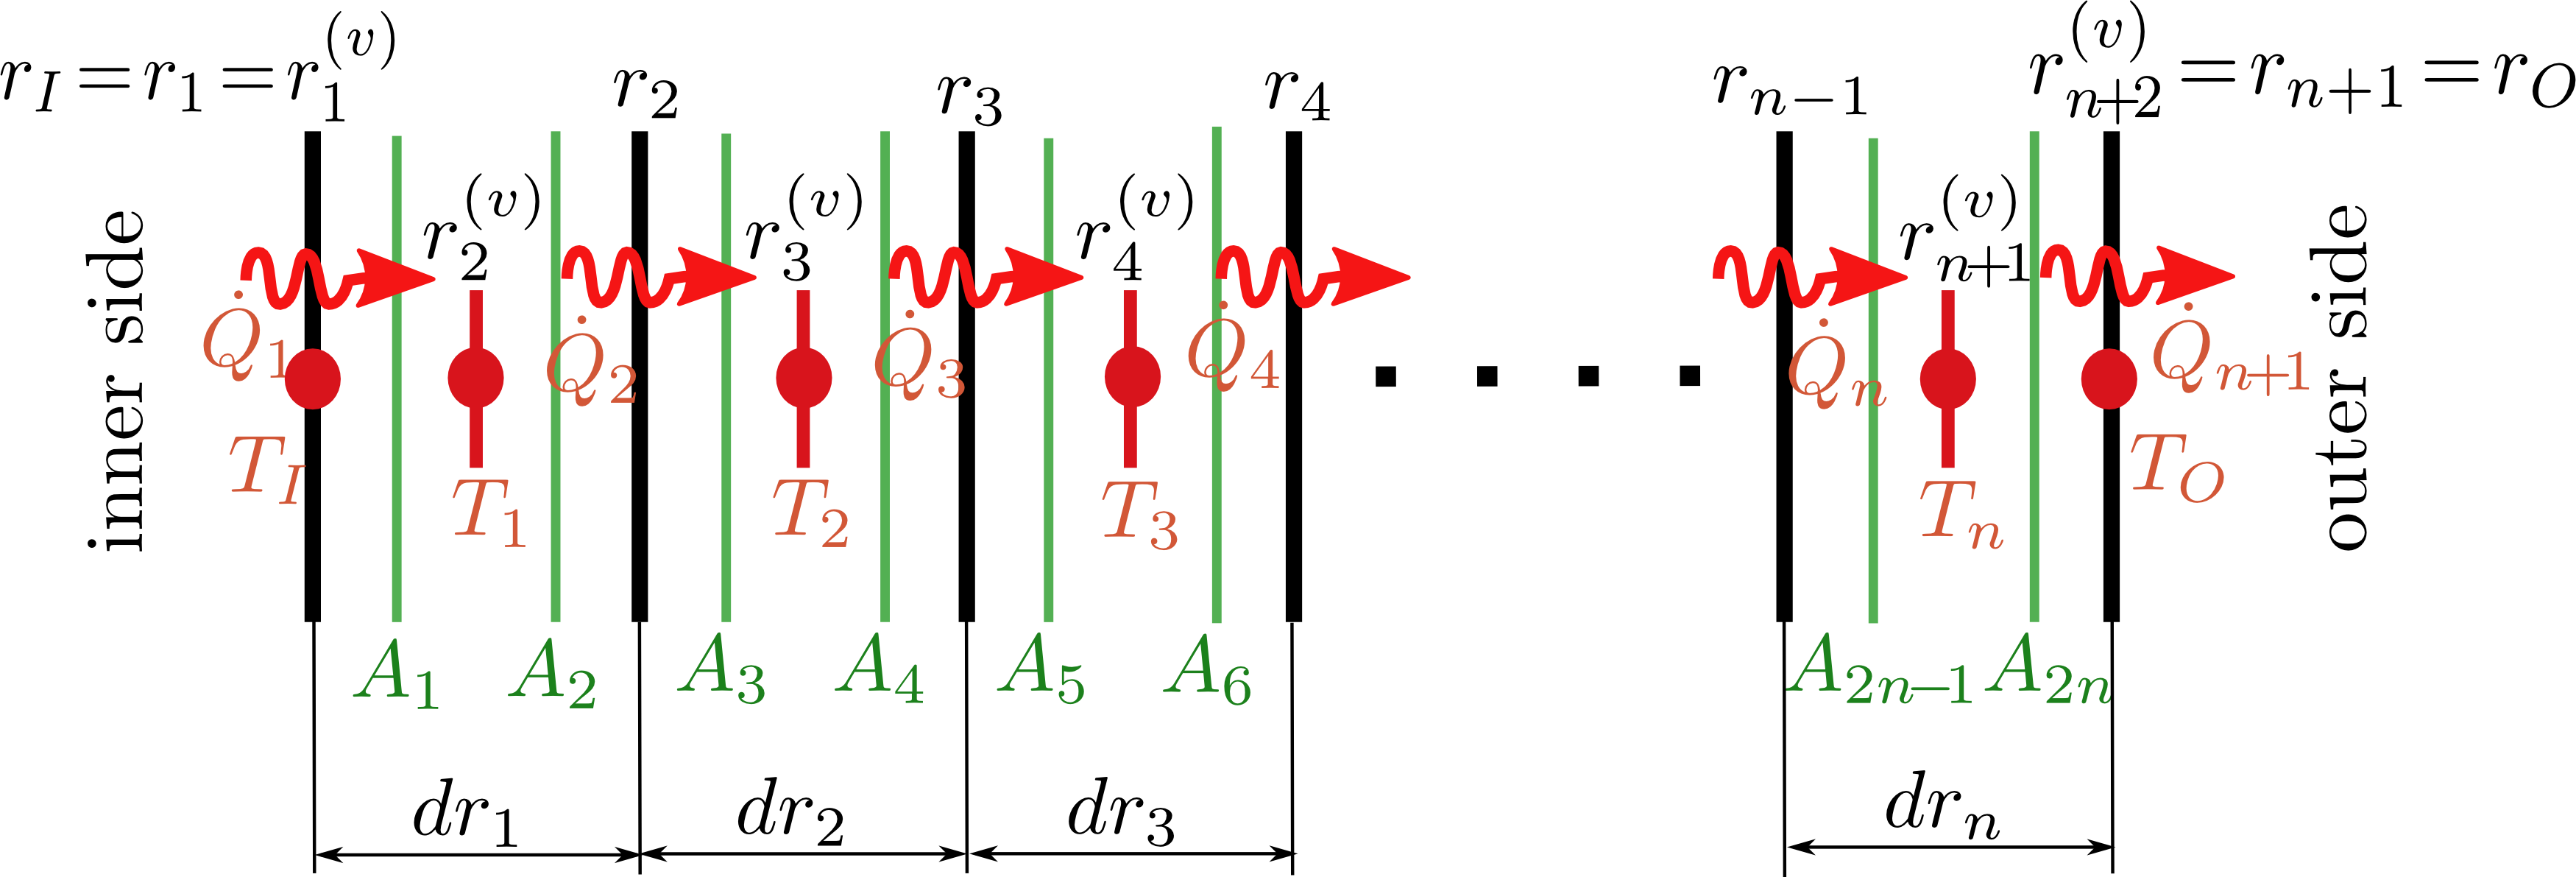 r_I = r_1 = r_1^{(v)} r_2 r_3 r_4 r_{n-1} r_{n+2}^{(v)} = r_{n+1} = r_O
inner side
r_2^{(v)} r_3^{(v)} r_4^{(v)} r_{n+1}^{(v)}
outer side
\dot{Q}_1 \dot{Q}_2 \dot{Q}_3 \dot{Q}_4 \dot{Q}_n \dot{Q}_{n+1}
T_I T_1 T_2 T_3 T_n T_O
A_1 A_2 A_3 A_4 A_5 A_6 A_{2n-1} A_{2n}
dr_1 dr_2 dr_3 dr_n